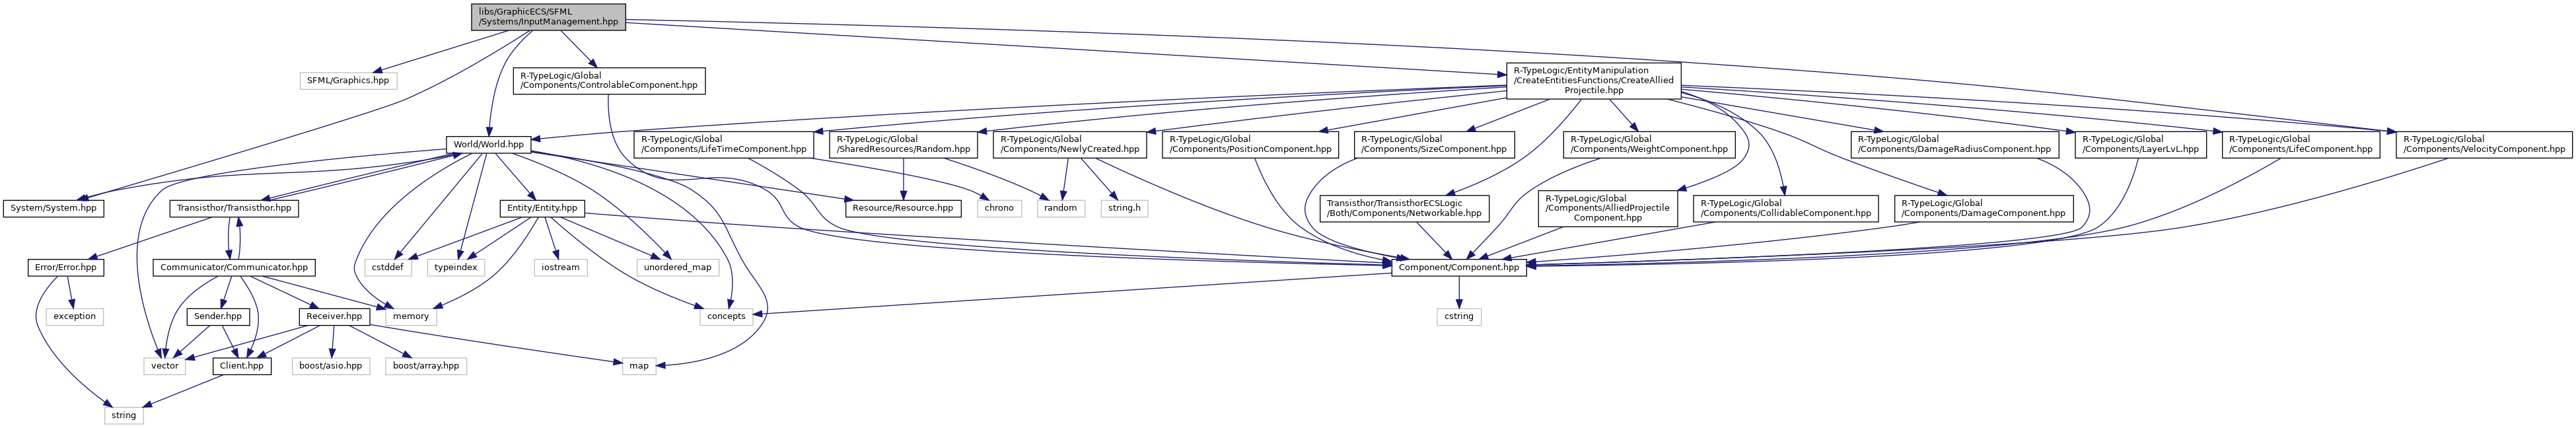 libs/GraphicECS/SFML
/Systems/InputManagement.hpp
SFML/Graphics.hpp
R-TypeLogic/Global
/Components/ControlableComponent.hpp
R-TypeLogic/EntityManipulation
/CreateEntitiesFunctions/CreateAllied
Projectile.hpp
World/World.hpp
R-TypeLogic/Global
/Components/LifeTimeComponent.hpp
R-TypeLogic/Global
/SharedResources/Random.hpp
R-TypeLogic/Global
/Components/NewlyCreated.hpp
R-TypeLogic/Global
/Components/PositionComponent.hpp
R-TypeLogic/Global
/Components/SizeComponent.hpp
R-TypeLogic/Global
/Components/WeightComponent.hpp
R-TypeLogic/Global
/Components/DamageRadiusComponent.hpp
R-TypeLogic/Global
/Components/LayerLvL.hpp
R-TypeLogic/Global
/Components/LifeComponent.hpp
R-TypeLogic/Global
/Components/VelocityComponent.hpp
System/System.hpp
Transisthor/Transisthor.hpp
Entity/Entity.hpp
Resource/Resource.hpp
chrono
random
string.h
Transisthor/TransisthorECSLogic
/Both/Components/Networkable.hpp
R-TypeLogic/Global
/Components/AlliedProjectile
Component.hpp
R-TypeLogic/Global
/Components/CollidableComponent.hpp
R-TypeLogic/Global
/Components/DamageComponent.hpp
Error/Error.hpp
Communicator/Communicator.hpp
cstddef
typeindex
iostream
unordered_map
Component/Component.hpp
exception
Sender.hpp
Receiver.hpp
memory
concepts
cstring
vector
Client.hpp
boost/asio.hpp
boost/array.hpp
map
string